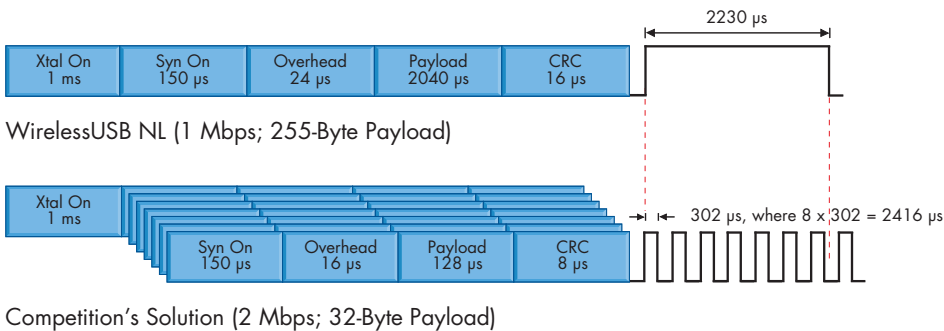 2230 µs
Xtal On
1 ms
Syn On
150 µs
Overhead
24 µs
Payload
2040 µs
CRC
16 µs
WirelessUSB NL (1 Mbps; 255-Byte Payload)
Xtal On
1 ms
302 µs, where 8 x 302 = 2416 µs
Syn On
150 µs
Overhead
16 µs
Payload
128 µs
CRC
8 µs
Competition's Solution (2 Mbps; 32-Byte Payload)